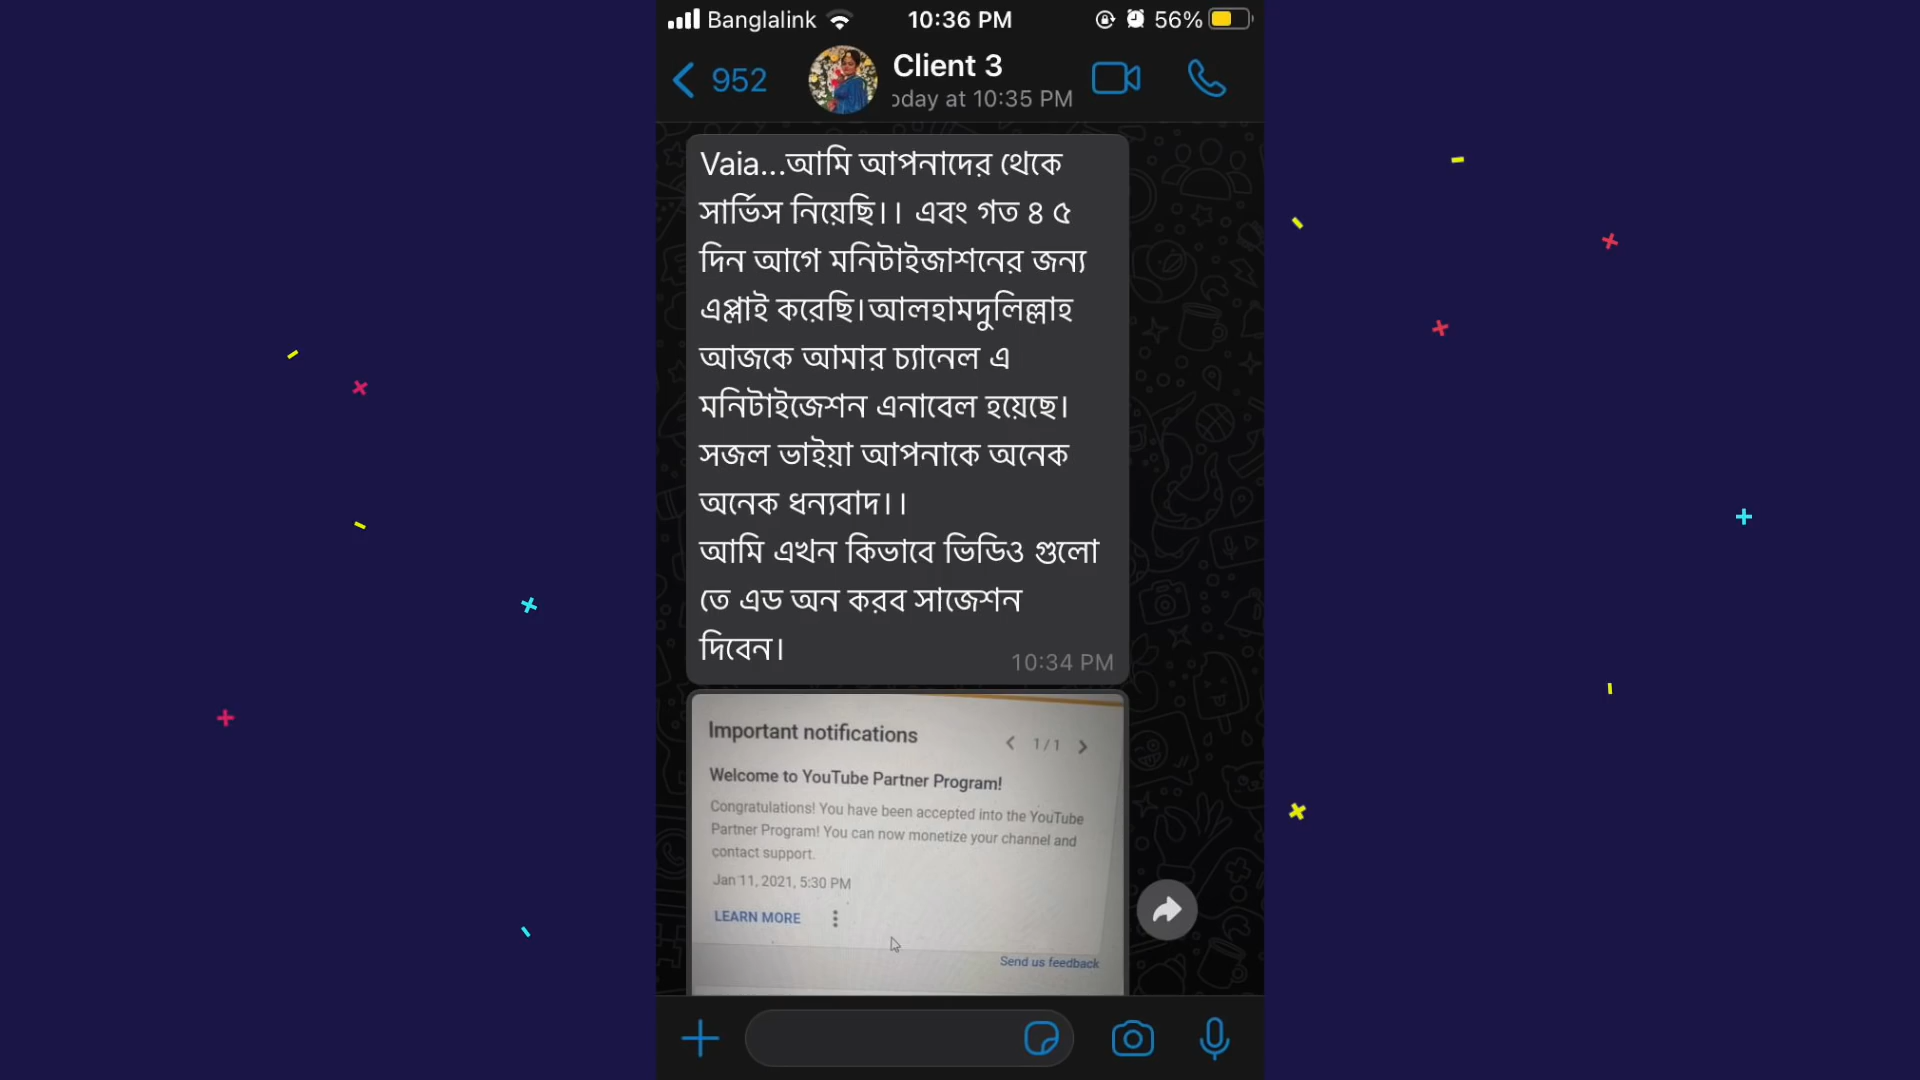 Banglalink 10:36 PM 56%
952 Client 3
oday at 10:35 PM
Vaia...আমি আপনাদের থেকে
সার্ভিস নিয়েছি।। এবং গত ৪ ৫
দিন আগে মনিটাইজাশনের জন্য
এপ্লাই করেছি।আলহামদুলিল্লাহ
আজকে আমার চ্যানেল এ
মনিটাইজেশন এনাবেল হয়েছে।
সজল ভাইয়া আপনাকে অনেক
অনেক ধন্যবাদ।।
আমি এখন কিভাবে ভিডিও গুলো
তে এড অন করব সাজেশন
দিবেন।
10:34 PM
Important notifications
1/1
Welcome to YouTube Partner Program!
Congratulations! You have been accepted into the YouTube
Partner Program! You can now monetize your channel and
contact support.
Jan 11, 2021, 5:30 PM
LEARN MORE
Send us feedback